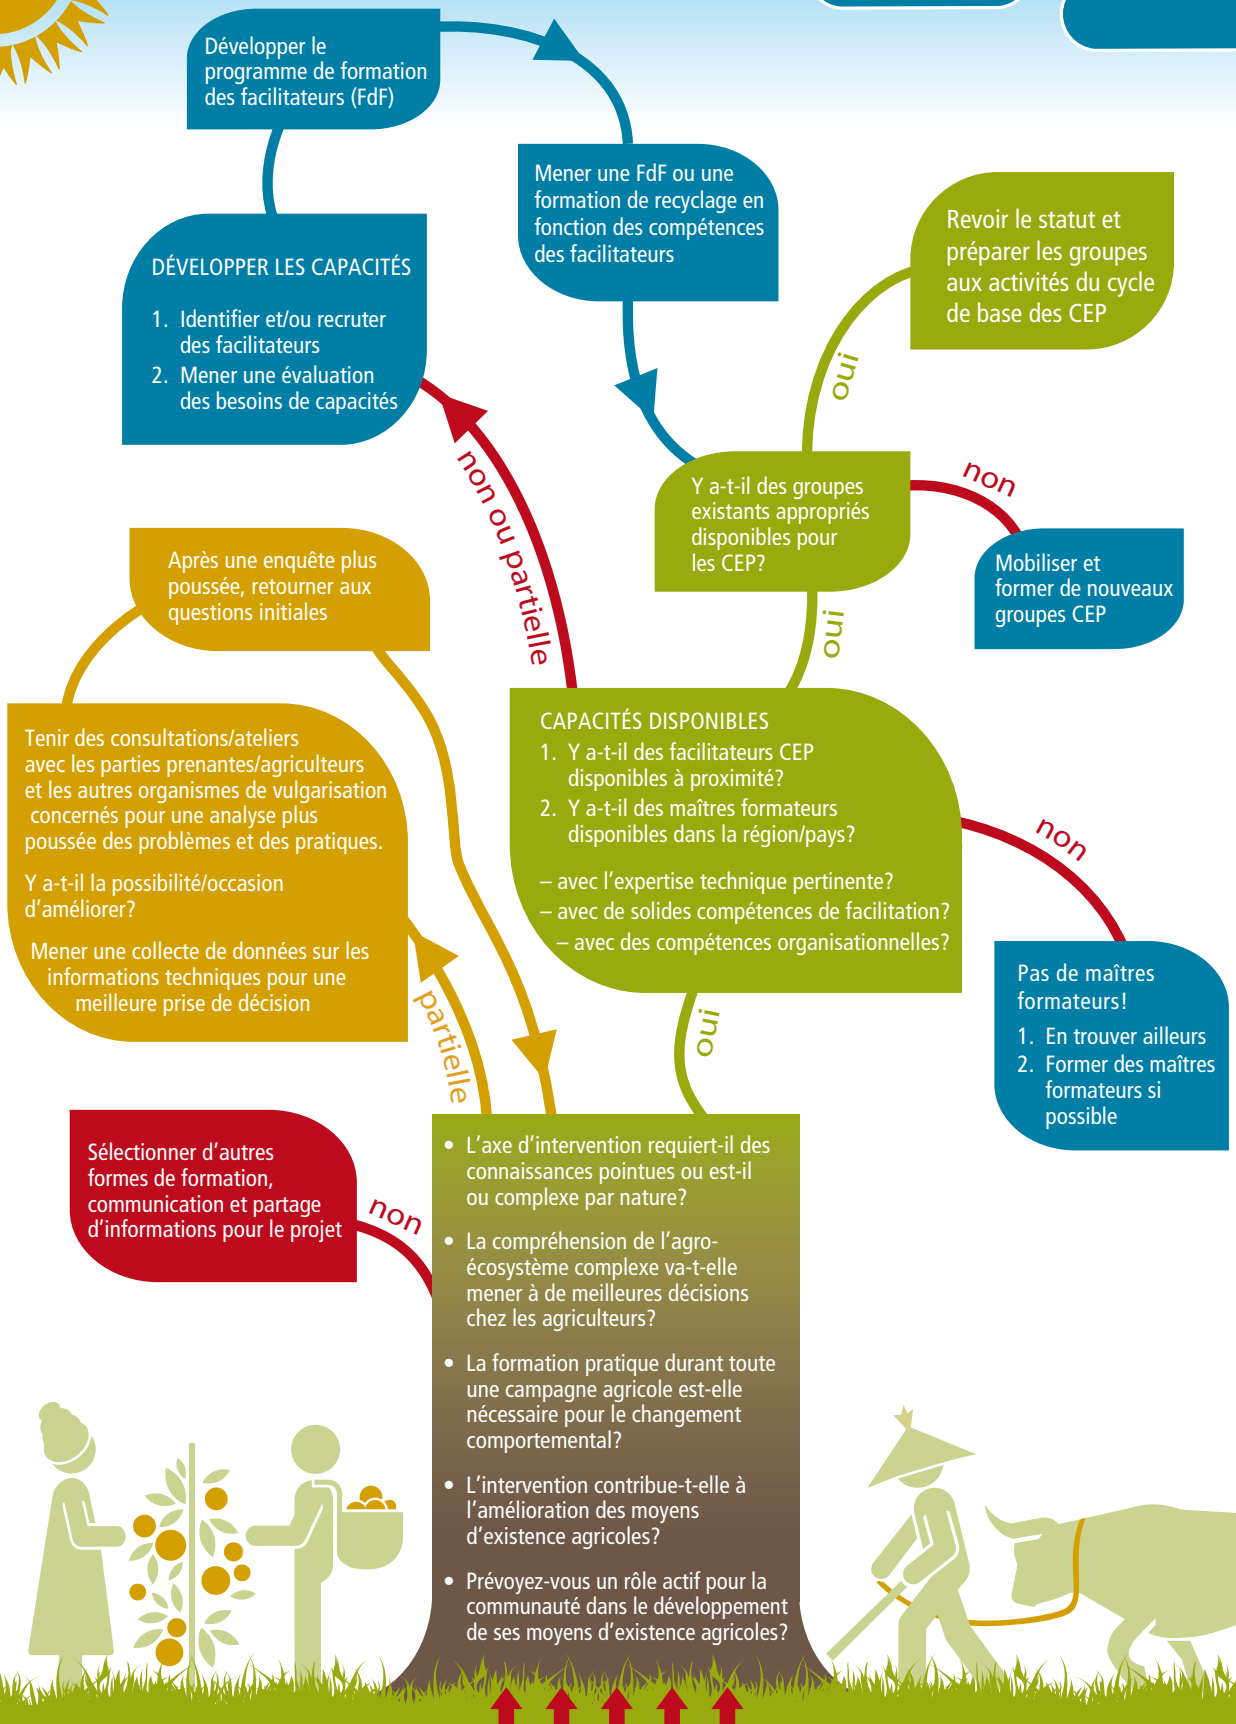 Développer le
programme de formation
des facilitateurs (FdF)
Mener une FdF ou une
formation de recyclage en
fonction des compétences
des facilitateurs
Revoir le statut et
préparer les groupes
aux activités du cycle
de base des CEP
DÉVELOPPER LES CAPACITÉS
1. Identifier et/ou recruter
des facilitateurs
2. Mener une évaluation
des besoins de capacités
oui
non ou partielle
Y a-t-il des groupes
existants appropriés
disponibles pour
les CEP?
non
Mobiliser et
former de nouveaux
groupes CEP
oui
Après une enquête plus
poussée, retourner aux
questions initiales
Tenir des consultations/ateliers
avec les parties prenantes/agriculteurs
et les autres organismes de vulgarisation
concernés pour une analyse plus
poussée des problèmes et des pratiques.
Y a-t-il la possibilité/occasion
d'améliorer?
Mener une collecte de données sur les
informations techniques pour une
meilleure prise de décision
CAPACITÉS DISPONIBLES
1. Y a-t-il des facilitateurs CEP
disponibles à proximité?
2. Y a-t-il des maîtres formateurs
disponibles dans la région/pays?
– avec l'expertise technique pertinente?
– avec de solides compétences de facilitation?
– avec des compétences organisationnelles?
non
Pas de maîtres
formateurs!
1. En trouver ailleurs
2. Former des maîtres
formateurs si
possible
partielle
oui
Sélectionner d'autres
formes de formation,
communication et partage
d'informations pour le projet
non
• L'axe d'intervention requiert-il des
connaissances pointues ou est-il
ou complexe par nature?
• La compréhension de l'agro-
écosystème complexe va-t-elle
mener à de meilleures décisions
chez les agriculteurs?
• La formation pratique durant toute
une campagne agricole est-elle
nécessaire pour le changement
comportemental?
• L'intervention contribue-t-elle à
l'amélioration des moyens
d'existence agricoles?
• Prévoyez-vous un rôle actif pour la
communauté dans le développement
de ses moyens d'existence agricoles?